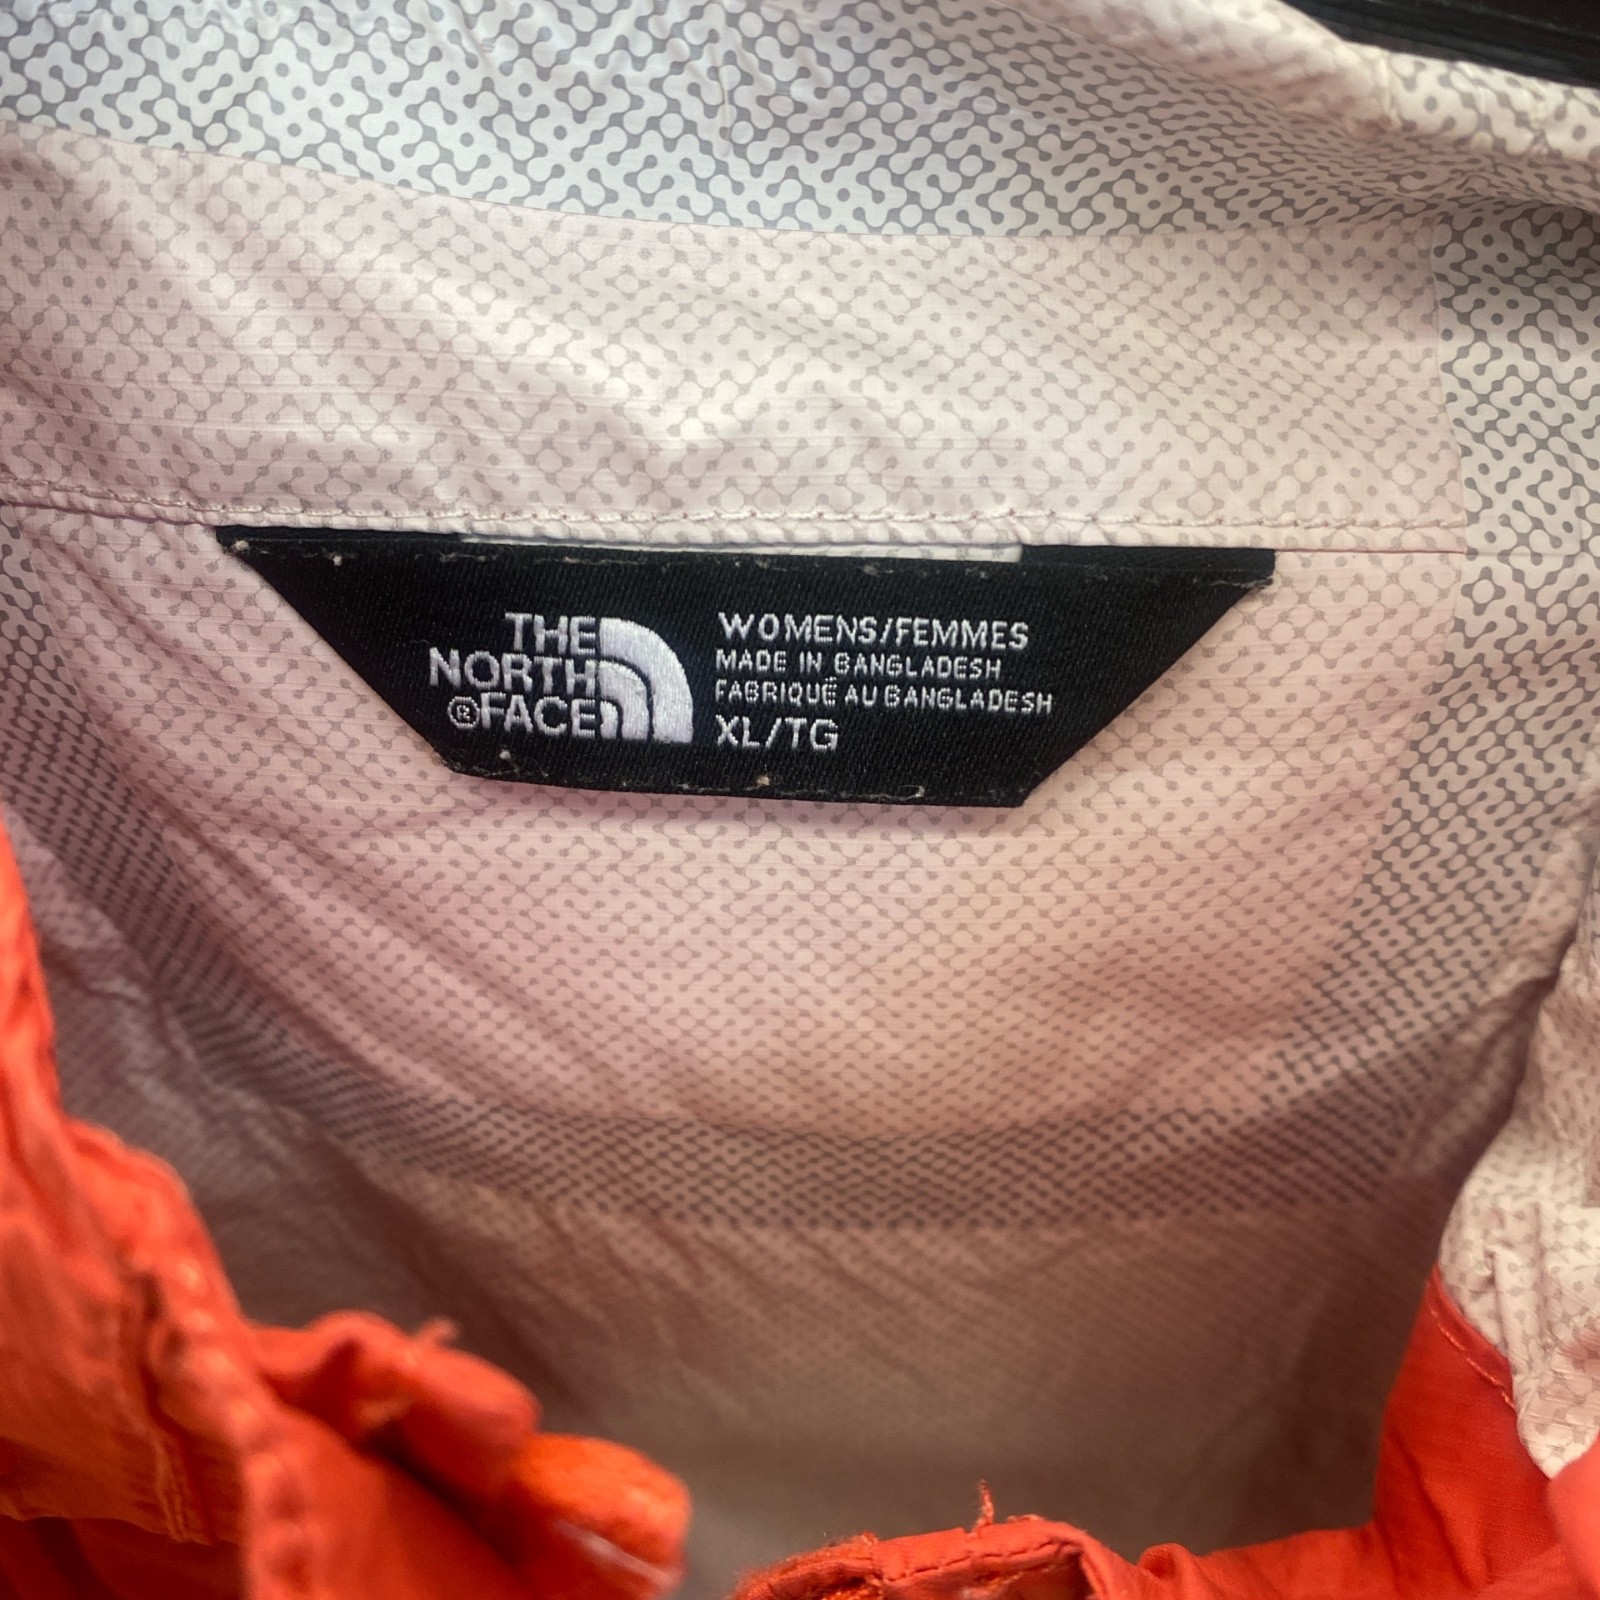 THE
NORTH
®FACE
WOMENS/FEMMES
MADE IN BANGLADESH
FABRIQUÉ AU BANGLADESH
XL/TG